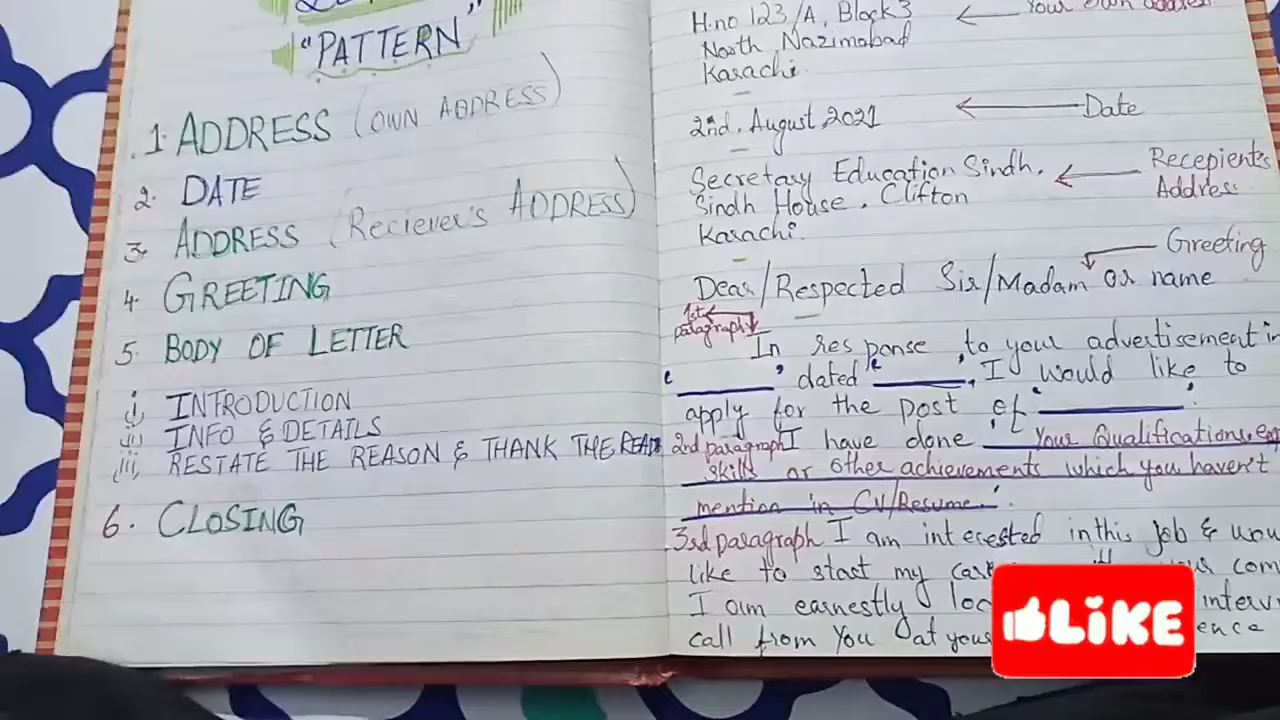 "PATTERN"
1. ADDRESS (OWN ADDRESS)
2. DATE
3. ADDRESS (Reciever's ADDRESS)
4. GREETING
5. BODY OF LETTER
i) INTRODUCTION
ii) INFO & DETAILS
iii) RESTATE THE REASON & THANK THE
6. CLOSING
H.no 123/A, Block 3
North Nazimabad
Karachi.
2nd, August 2021
Date
Secretary Education Sindh,
Sindh House, Clifton
Karachi.
Recepients
Address
Greeting
Dear/Respected Sir/Madam or name
1st
paragraph
In response to your advertisement in
' ' dated ' ', I would like to
apply for the post of ' '.
2nd paragraph I have done Your Qualifications,
skills or other achievements which you haven't
mention in CV/Resume.
3rd paragraph I am interested in this job &
like to start my
I am earnestly
call from you at
LiKE